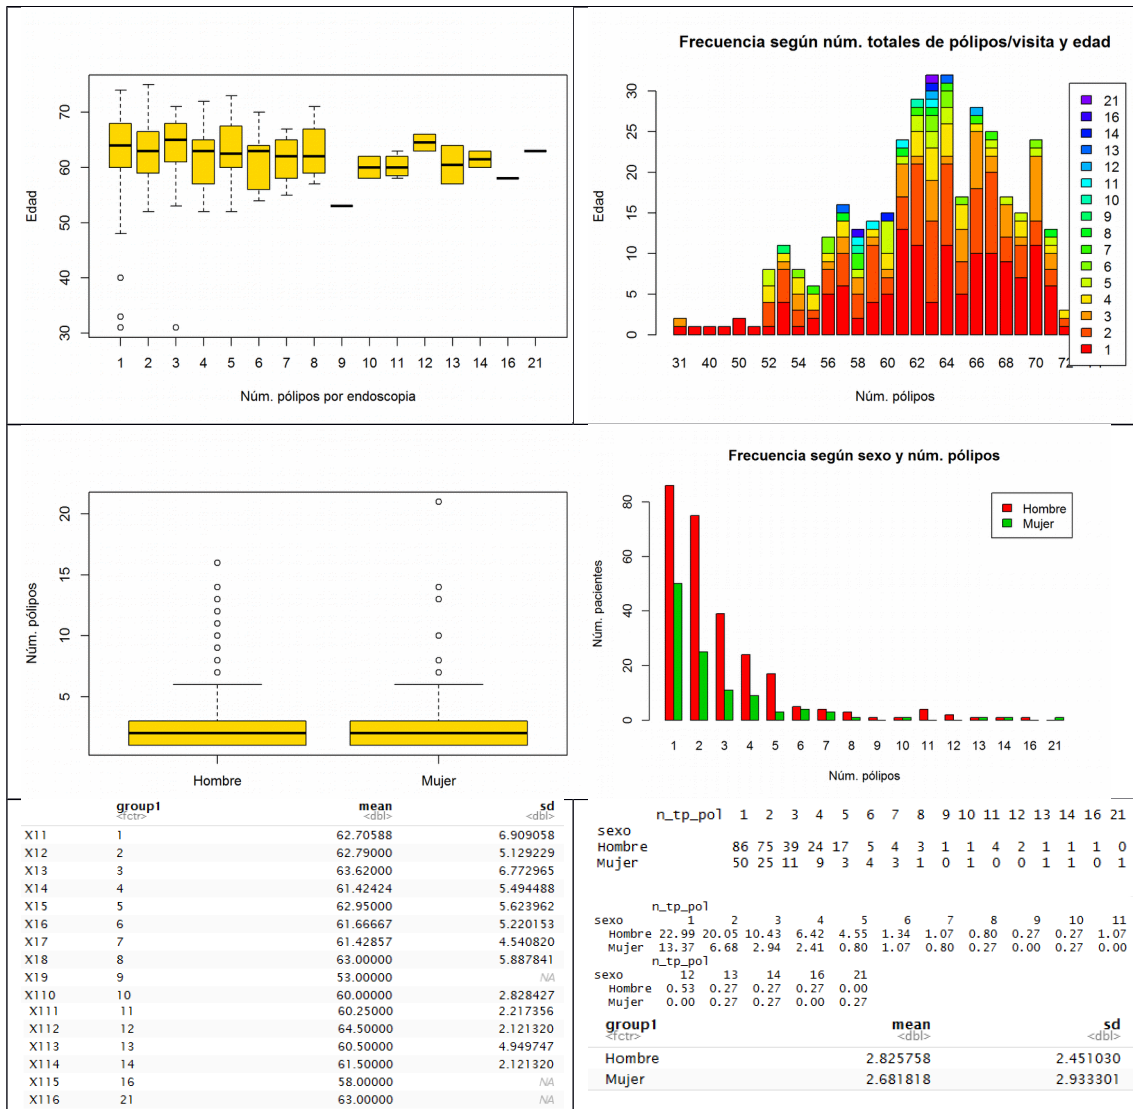 Edad
70
60
50
40
30
1 2 3 4 5 6 7 8 9 10 11 12 13 14 16 21
Núm. pólipos por endoscopia
Frecuencia según núm. totales de pólipos/visita y edad
Edad
30
25
20
15
10
5
0
31 40 50 52 54 56 58 60 62 64 66 68 70 72
Núm. pólipos
21
16
14
13
12
11
10
9
8
7
6
5
4
3
2
1
Núm. pólipos
20
15
10
5
Hombre Mujer
Frecuencia según sexo y núm. pólipos
Núm. pacientes
80
60
40
20
0
1 2 3 4 5 6 7 8 9 10 11 12 13 14 16 21
Núm. pólipos
Hombre
Mujer
group1 mean sd
<fctr> <dbl> <dbl>
X11 1 62.70588 6.909058
X12 2 62.79000 5.129229
X13 3 63.62000 6.772965
X14 4 61.42424 5.494488
X15 5 62.95000 5.623962
X16 6 61.66667 5.220153
X17 7 61.42857 4.540820
X18 8 63.00000 5.887841
X19 9 53.00000 NA
X110 10 60.00000 2.828427
X111 11 60.25000 2.217356
X112 12 64.50000 2.121320
X113 13 60.50000 4.949747
X114 14 61.50000 2.121320
X115 16 58.00000 NA
X116 21 63.00000 NA
n_tp_pol 1 2 3 4 5 6 7 8 9 10 11 12 13 14 16 21
sexo
Hombre 86 75 39 24 17 5 4 3 1 1 4 2 1 1 1 0
Mujer 50 25 11 9 3 4 3 1 0 1 0 0 1 1 0 1
n_tp_pol
sexo 1 2 3 4 5 6 7 8 9 10 11
Hombre 22.99 20.05 10.43 6.42 4.55 1.34 1.07 0.80 0.27 0.27 1.07
Mujer 13.37 6.68 2.94 2.41 0.80 1.07 0.80 0.27 0.00 0.27 0.00
n_tp_pol
sexo 12 13 14 16 21
Hombre 0.53 0.27 0.27 0.27 0.00
Mujer 0.00 0.27 0.27 0.00 0.27
group1 mean sd
<fctr> <dbl> <dbl>
Hombre 2.825758 2.451030
Mujer 2.681818 2.933301